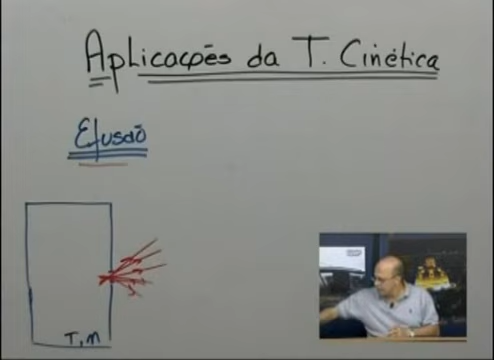 Aplicações da T. Cinética
Efusão
T, n